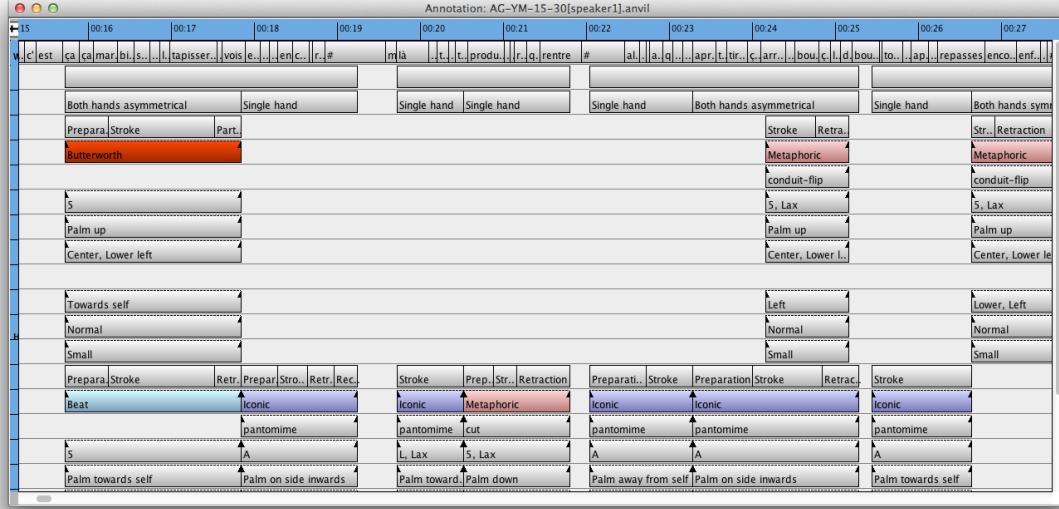 Annotation: AG-YM-15-30[speaker1].anvil
15 00:16 00:17 00:18 00:19 00:20 00:21 00:22 00:23 00:24 00:25 00:26 00:27
c' est ça ça mar. bi.. s.. .. l. tapisser.. vois e.. .. .. en c.. r.. # m là ..t.. t.. produ.. r. q. rentre # al.. a. q .. .. apr. t.. tir.. ç. arr.. .. bou. ç. l.. d. bou.. to.. .. ap.. . repasses enco.. enf..
Both hands asymmetrical Single hand Single hand Single hand Single hand Both hands asymmetrical Single hand Both hands symr
Prepara. Stroke Part.. Stroke Retra.. Str.. Retraction
Butterworth Metaphoric Metaphoric
conduit-flip conduit-flip
5 5, Lax 5, Lax
Palm up Palm up Palm up
Center, Lower left Center, Lower l.. Center, Lower le
Towards self Left Lower, Left
Normal Normal Normal
Small Small Small
Prepara. Stroke Retr. Prepar. Stro.. Retr. Rec.. Stroke Prep.. Str.. Retraction Preparati.. Stroke Preparation Stroke Retrac.. Stroke
Beat Iconic Iconic Metaphoric Iconic Iconic Iconic
pantomime pantomime cut pantomime pantomime pantomime
5 A L, Lax 5, Lax A A A
Palm towards self Palm on side inwards Palm toward. Palm down Palm away from self Palm on side inwards Palm towards self